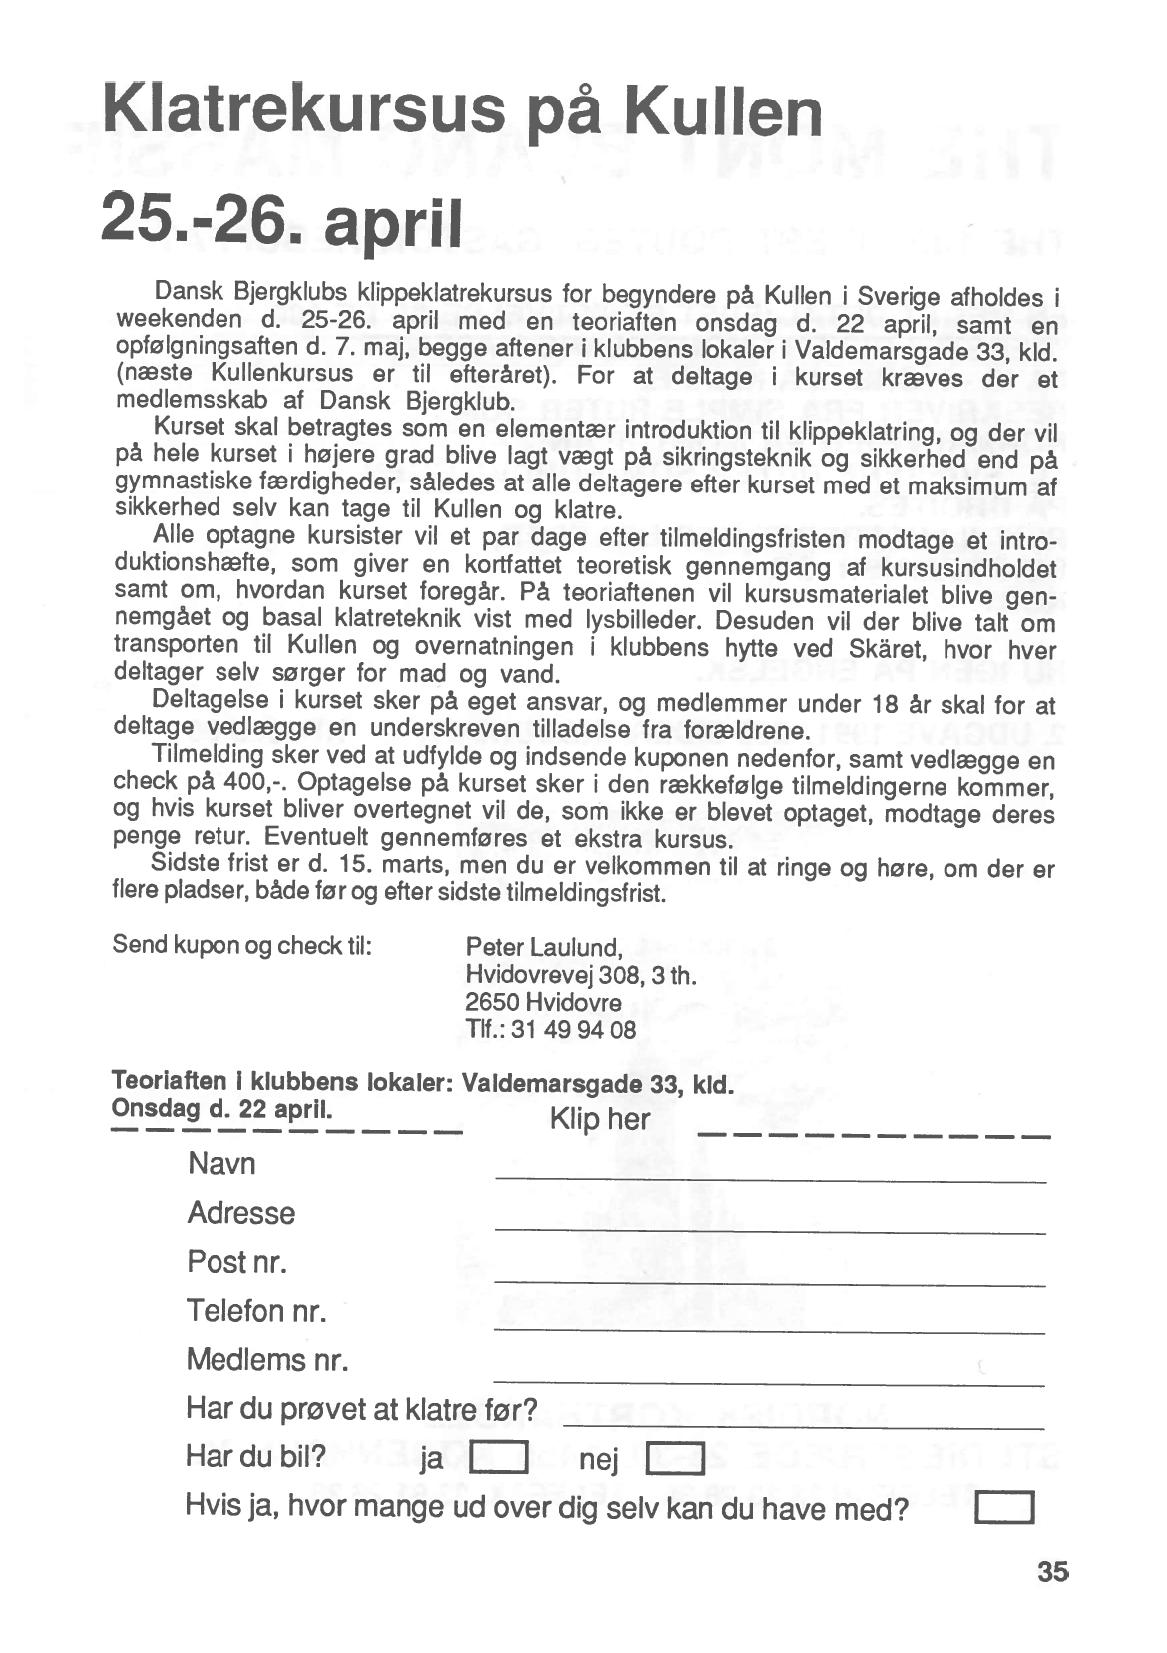 Klatrekursus på Kullen
25.-26. april
Dansk Bjergklubs klippeklatrekursus for begyndere på Kullen i Sverige afholdes i
weekenden d. 25-26. april med en teoriaften onsdag d. 22 april, samt en
opfølgningsaften d. 7. maj, begge aftener i klubbens lokaler i Valdemarsgade 33, kld.
(næste Kullenkursus er til efteråret). For at deltage i kurset kræves der et
medlemsskab af Dansk Bjergklub.
Kurset skal betragtes som en elementær introduktion til klippeklatring, og der vil
på hele kurset i højere grad blive lagt vægt på sikringsteknik og sikkerhed end på
gymnastiske færdigheder, således at alle deltagere efter kurset med et maksimum af
sikkerhed selv kan tage til Kullen og klatre.
Alle optagne kursister vil et par dage efter tilmeldingsfristen modtage et intro-
duktionshæfte, som giver en kortfattet teoretisk gennemgang af kursusindholdet
samt om, hvordan kurset foregår. På teoriaftenen vil kursusmaterialet blive gen-
nemgået og basal klatreteknik vist med lysbilleder. Desuden vil der blive talt om
transporten til Kullen og overnatningen i klubbens hytte ved Skäret, hvor hver
deltager selv sørger for mad og vand.
Deltagelse i kurset sker på eget ansvar, og medlemmer under 18 år skal for at
deltage vedlægge en underskreven tilladelse fra forældrene.
Tilmelding sker ved at udfylde og indsende kuponen nedenfor, samt vedlægge en
check på 400,-. Optagelse på kurset sker i den rækkefølge tilmeldingerne kommer,
og hvis kurset bliver overtegnet vil de, som ikke er blevet optaget, modtage deres
penge retur. Eventuelt gennemføres et ekstra kursus.
Sidste frist er d. 15. marts, men du er velkommen til at ringe og høre, om der er
flere pladser, både før og efter sidste tilmeldingsfrist.
Send kupon og check til: Peter Laulund,
Hvidovrevej 308, 3 th.
2650 Hvidovre
Tlf.: 31 49 94 08
Teoriaften i klubbens lokaler: Valdemarsgade 33, kld.
Onsdag d. 22 april.
Klip her
Navn
Adresse
Post nr.
Telefon nr.
Medlems nr.
Har du prøvet at klatre før?
Har du bil? ja nej
Hvis ja, hvor mange ud over dig selv kan du have med?
35